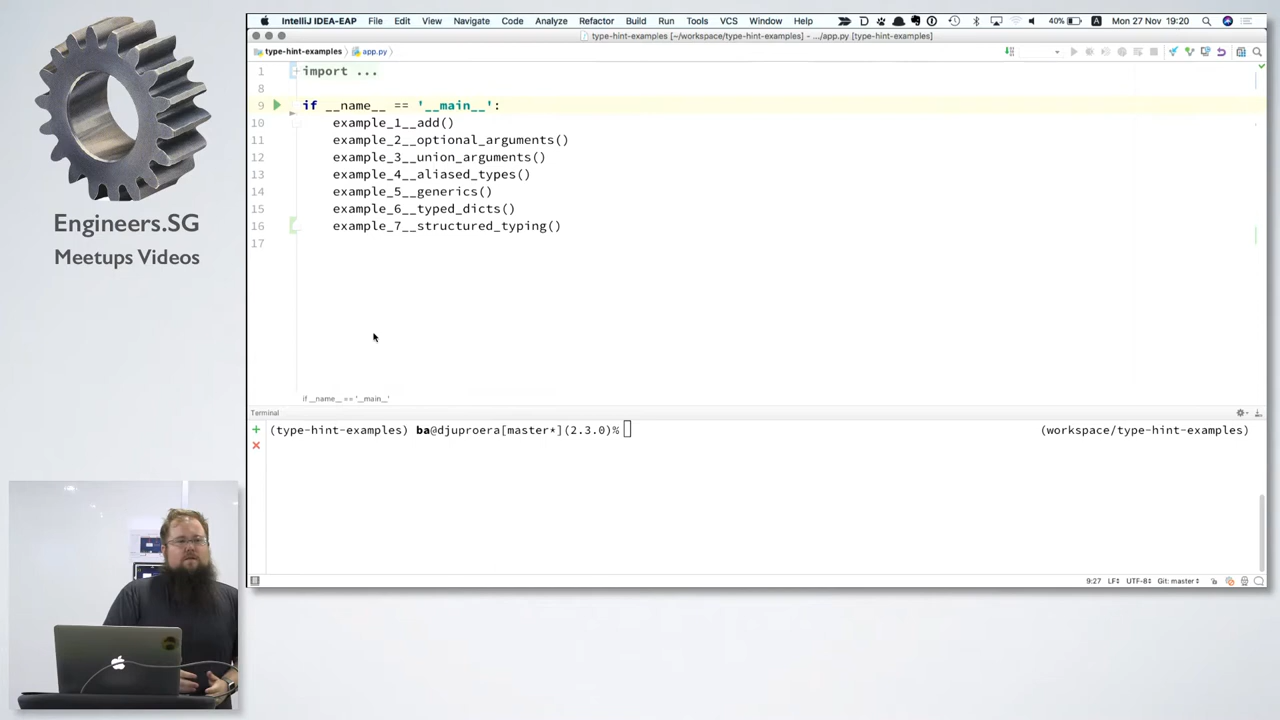 Engineers.SG
Meetups Videos
IntelliJ IDEA-EAP File Edit View Navigate Code Analyze Refactor Build Run Tools VCS Window Help 40% A Mon 27 Nov 19:20
type-hint-examples [~/workspace/type-hint-examples] - .../app.py [type-hint-examples]
type-hint-examples app.py
1 import ...
8
9 if __name__ == '__main__':
10 example_1__add()
11 example_2__optional_arguments()
12 example_3__union_arguments()
13 example_4__aliased_types()
14 example_5__generics()
15 example_6__typed_dicts()
16 example_7__structured_typing()
17
if __name__ == '__main__'
Terminal
(type-hint-examples) ba@djuproera[master*](2.3.0)% (workspace/type-hint-examples)
9:27 LF÷ UTF-8÷ Git: master÷